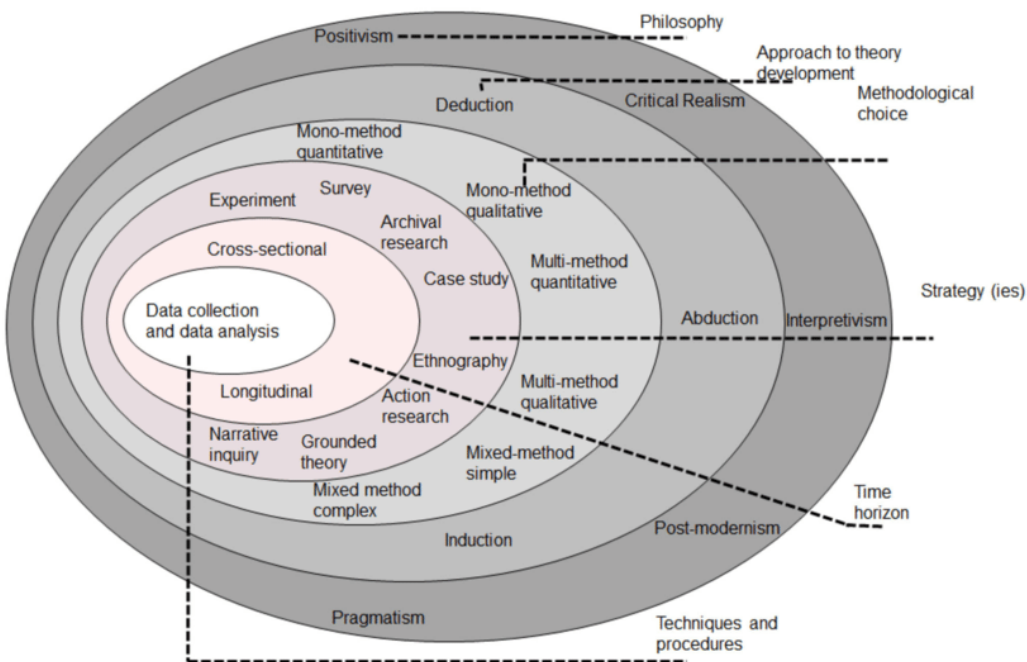 Philosophy
Positivism
Approach to theory
development
Critical Realism
Methodological
choice
Deduction
Mono-method
quantitative
Mono-method
qualitative
Survey
Experiment
Archival
research
Cross-sectional
Case study
Multi-method
quantitative
Strategy (ies)
Data collection
and data analysis
Abduction
Interpretivism
Ethnography
Longitudinal
Action
research
Multi-method
qualitative
Narrative
inquiry
Grounded
theory
Mixed-method
simple
Mixed method
complex
Time
horizon
Post-modernism
Induction
Pragmatism
Techniques and
procedures